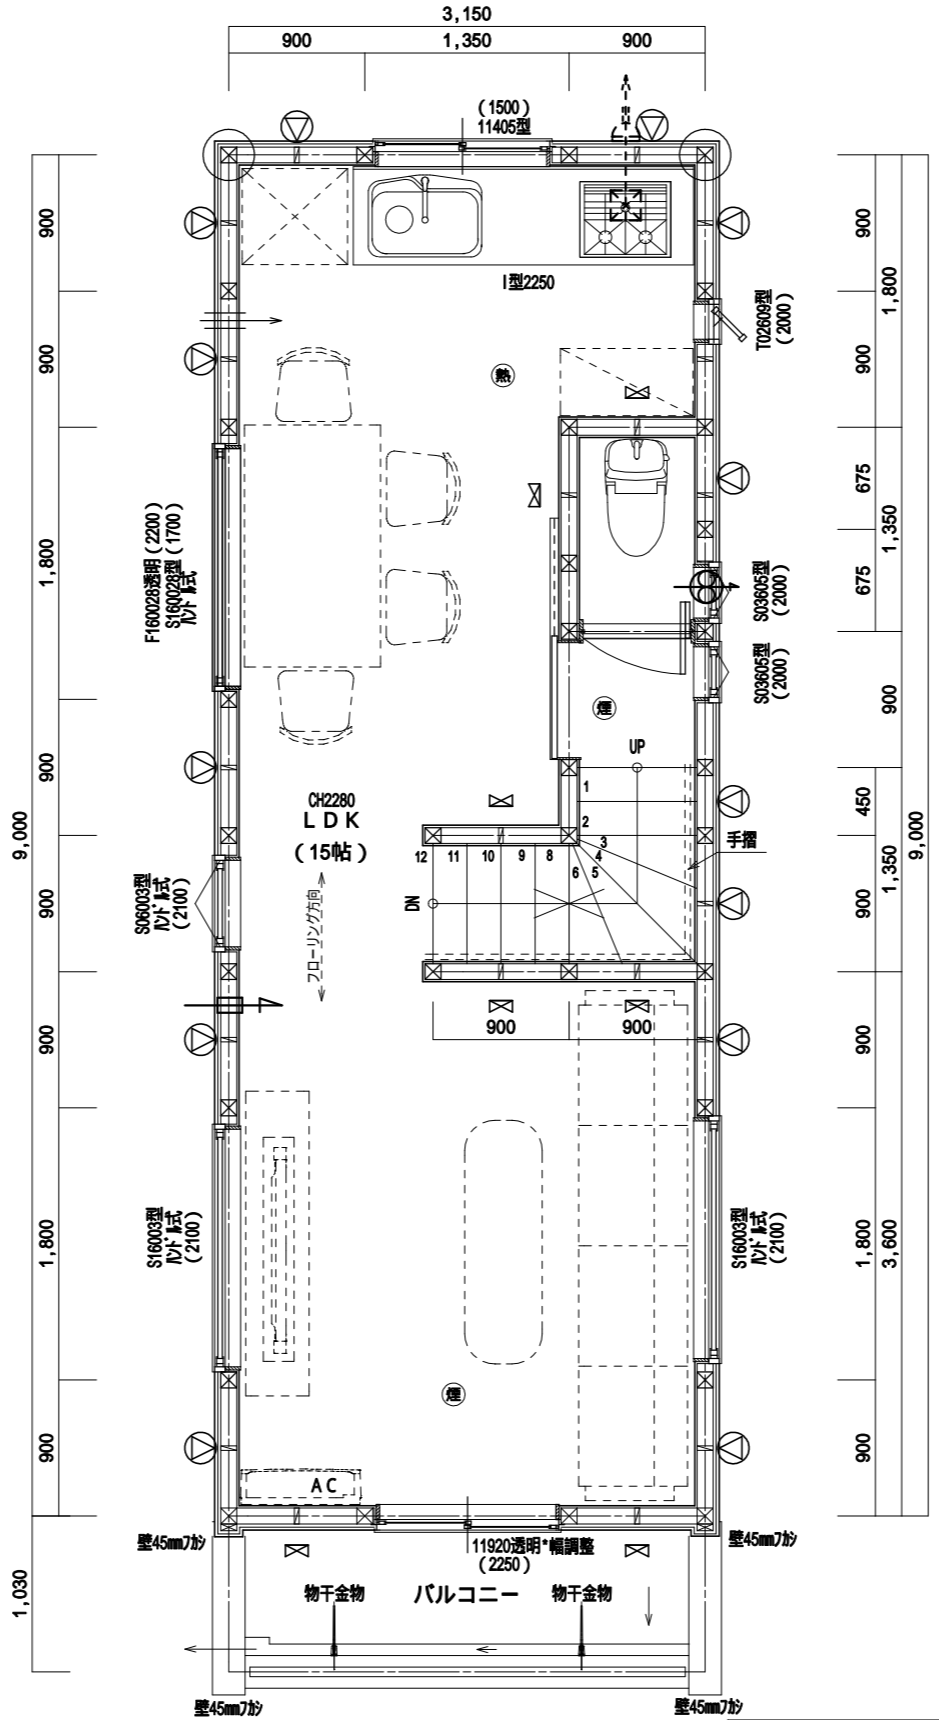 3,150
900
1,350
900
(1500)
11405型
I型2250
T02609型
(2000)
熱
F160028透明(2200)
S160028型(1700)
ハンドル式
S03605型
(2000)
S03605型
(2000)
煙
UP
1
2
3
4
5
6
8
9
10
11
12
DN
手摺
CH2280
LDK
(15帖)
フローリング方向
S06003型
ハンドル式
(2100)
900
900
S16003型
ハンドル式
(2100)
S16003型
ハンドル式
(2100)
煙
AC
11920透明*幅調整
(2250)
壁45mmフカシ
壁45mmフカシ
物干金物
バルコニー
物干金物
壁45mmフカシ
壁45mmフカシ
900
900
1,800
900
900
900
1,800
900
9,000
1,030
1,800
900
675
675
1,350
900
450
900
1,350
900
1,800
900
3,600
9,000